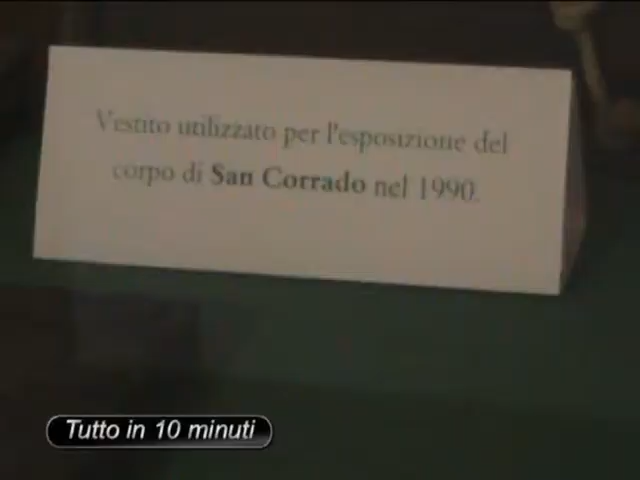 Vestito utilizzato per l'esposizione del
corpo di San Corrado nel 1990.
Tutto in 10 minuti